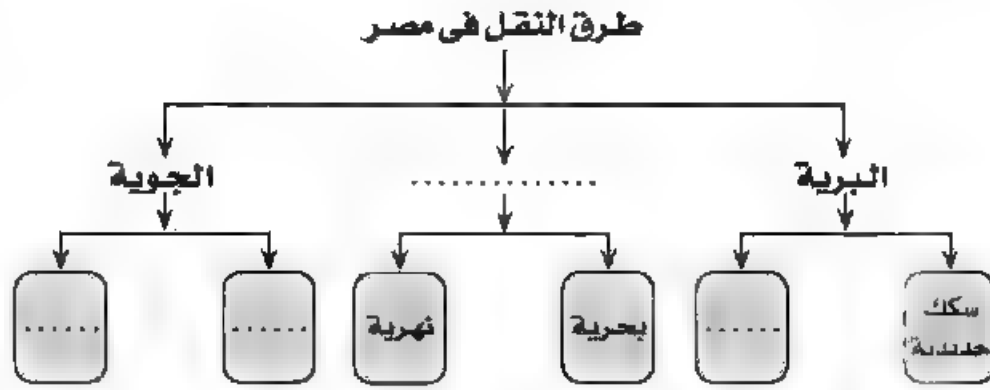 طرق النقل فى مصر
البرية
....................
الجوية
سكك
حديدية
........
بحرية
نهرية
........
........